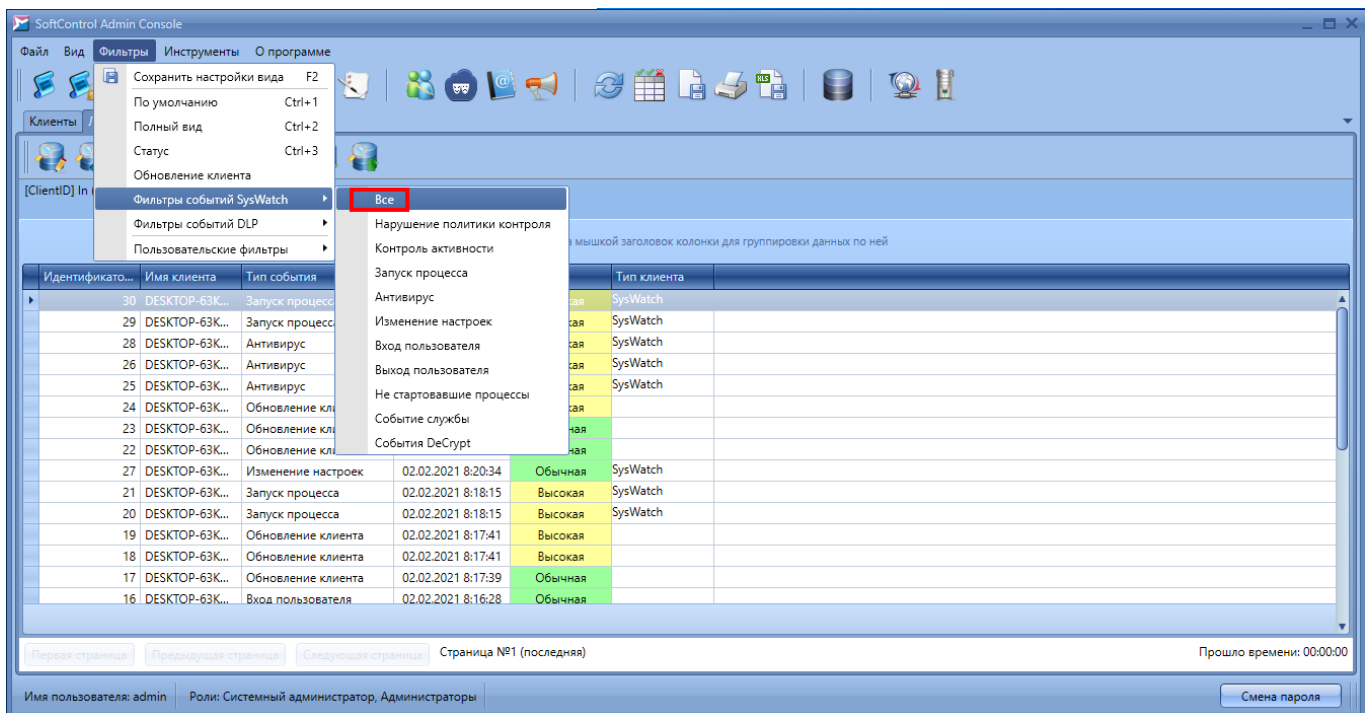 SoftControl Admin Console
Файл Вид Фильтры Инструменты О программе
Сохранить настройки вида F2
По умолчанию Ctrl+1
Полный вид Ctrl+2
Статус Ctrl+3
Обновление клиента
Фильтры событий SysWatch
Фильтры событий DLP
Пользовательские фильтры
Все
Нарушение политики контроля
Контроль активности
Запуск процесса
Антивирус
Изменение настроек
Вход пользователя
Выход пользователя
Не стартовавшие процессы
Событие службы
События DeCrypt
Клиенты
[ClientID] In
мышкой заголовок колонки для группировки данных по ней
Идентификато... Имя клиента Тип события Тип клиента
30 DESKTOP-63K... Запуск процесс SysWatch
29 DESKTOP-63K... Запуск процесс SysWatch
28 DESKTOP-63K... Антивирус SysWatch
26 DESKTOP-63K... Антивирус SysWatch
25 DESKTOP-63K... Антивирус SysWatch
24 DESKTOP-63K... Обновление кл
23 DESKTOP-63K... Обновление кл
22 DESKTOP-63K... Обновление кл
27 DESKTOP-63K... Изменение настроек 02.02.2021 8:20:34 Обычная SysWatch
21 DESKTOP-63K... Запуск процесса 02.02.2021 8:18:15 Высокая SysWatch
20 DESKTOP-63K... Запуск процесса 02.02.2021 8:18:15 Высокая SysWatch
19 DESKTOP-63K... Обновление клиента 02.02.2021 8:17:41 Высокая
18 DESKTOP-63K... Обновление клиента 02.02.2021 8:17:41 Высокая
17 DESKTOP-63K... Обновление клиента 02.02.2021 8:17:39 Обычная
16 DESKTOP-63K... Вход пользователя 02.02.2021 8:16:28 Обычная
Первая страница Предыдущая страница Следующая страница Страница №1 (последняя) Прошло времени: 00:00:00
Имя пользователя: admin Роли: Системный администратор, Администраторы Смена пароля